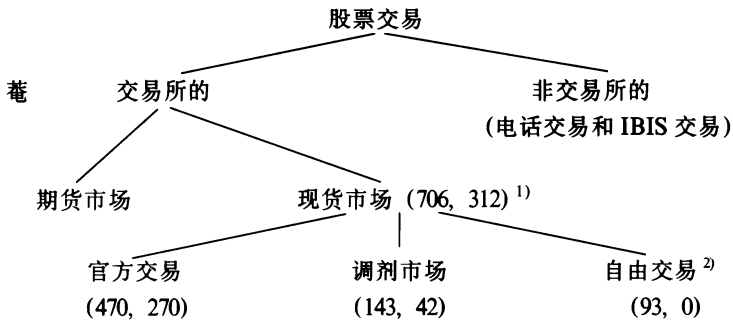 股票交易
菴 交易所的 非交易所的
(电话交易和 IBIS 交易)
期货市场 现货市场 (706, 312) 1)
官方交易 调剂市场 自由交易 2)
(470, 270) (143, 42) (93, 0)